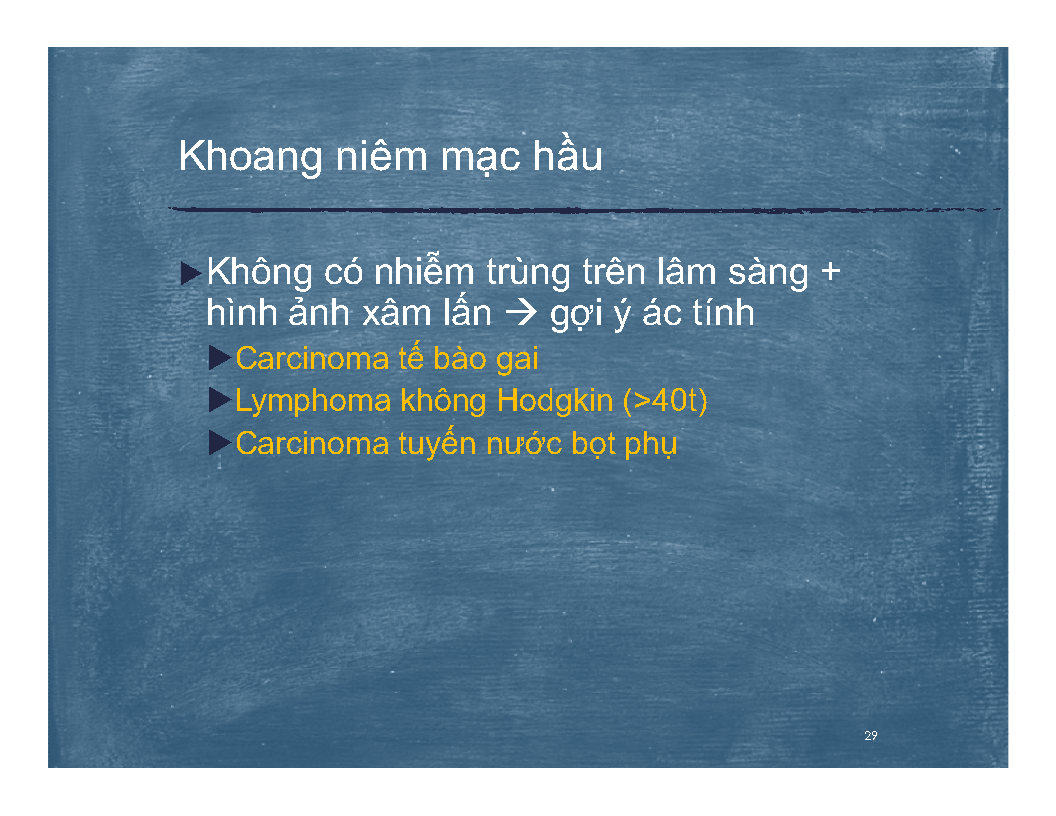 Khoang niêm mạc hầu
▶Không có nhiễm trùng trên lâm sàng +
hình ảnh xâm lấn → gợi ý ác tính
▶Carcinoma tế bào gai
▶Lymphoma không Hodgkin (>40t)
▶Carcinoma tuyến nước bọt phụ
29